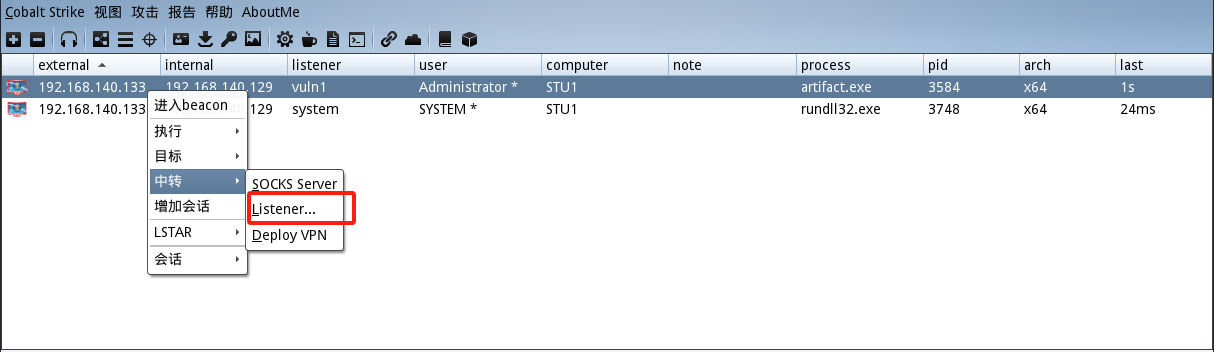 Cobalt Strike 视图 攻击 报告 帮助 AboutMe
external internal listener user computer note process pid arch last
192.168.140.133 192.168.140.129 vuln1 Administrator * STU1 artifact.exe 3584 x64 1s
192.168.140.133 192.168.140.129 system SYSTEM * STU1 rundll32.exe 3748 x64 24ms
进入beacon
执行
目标
中转
增加会话
LSTAR
会话
SOCKS Server
Listener...
Deploy VPN